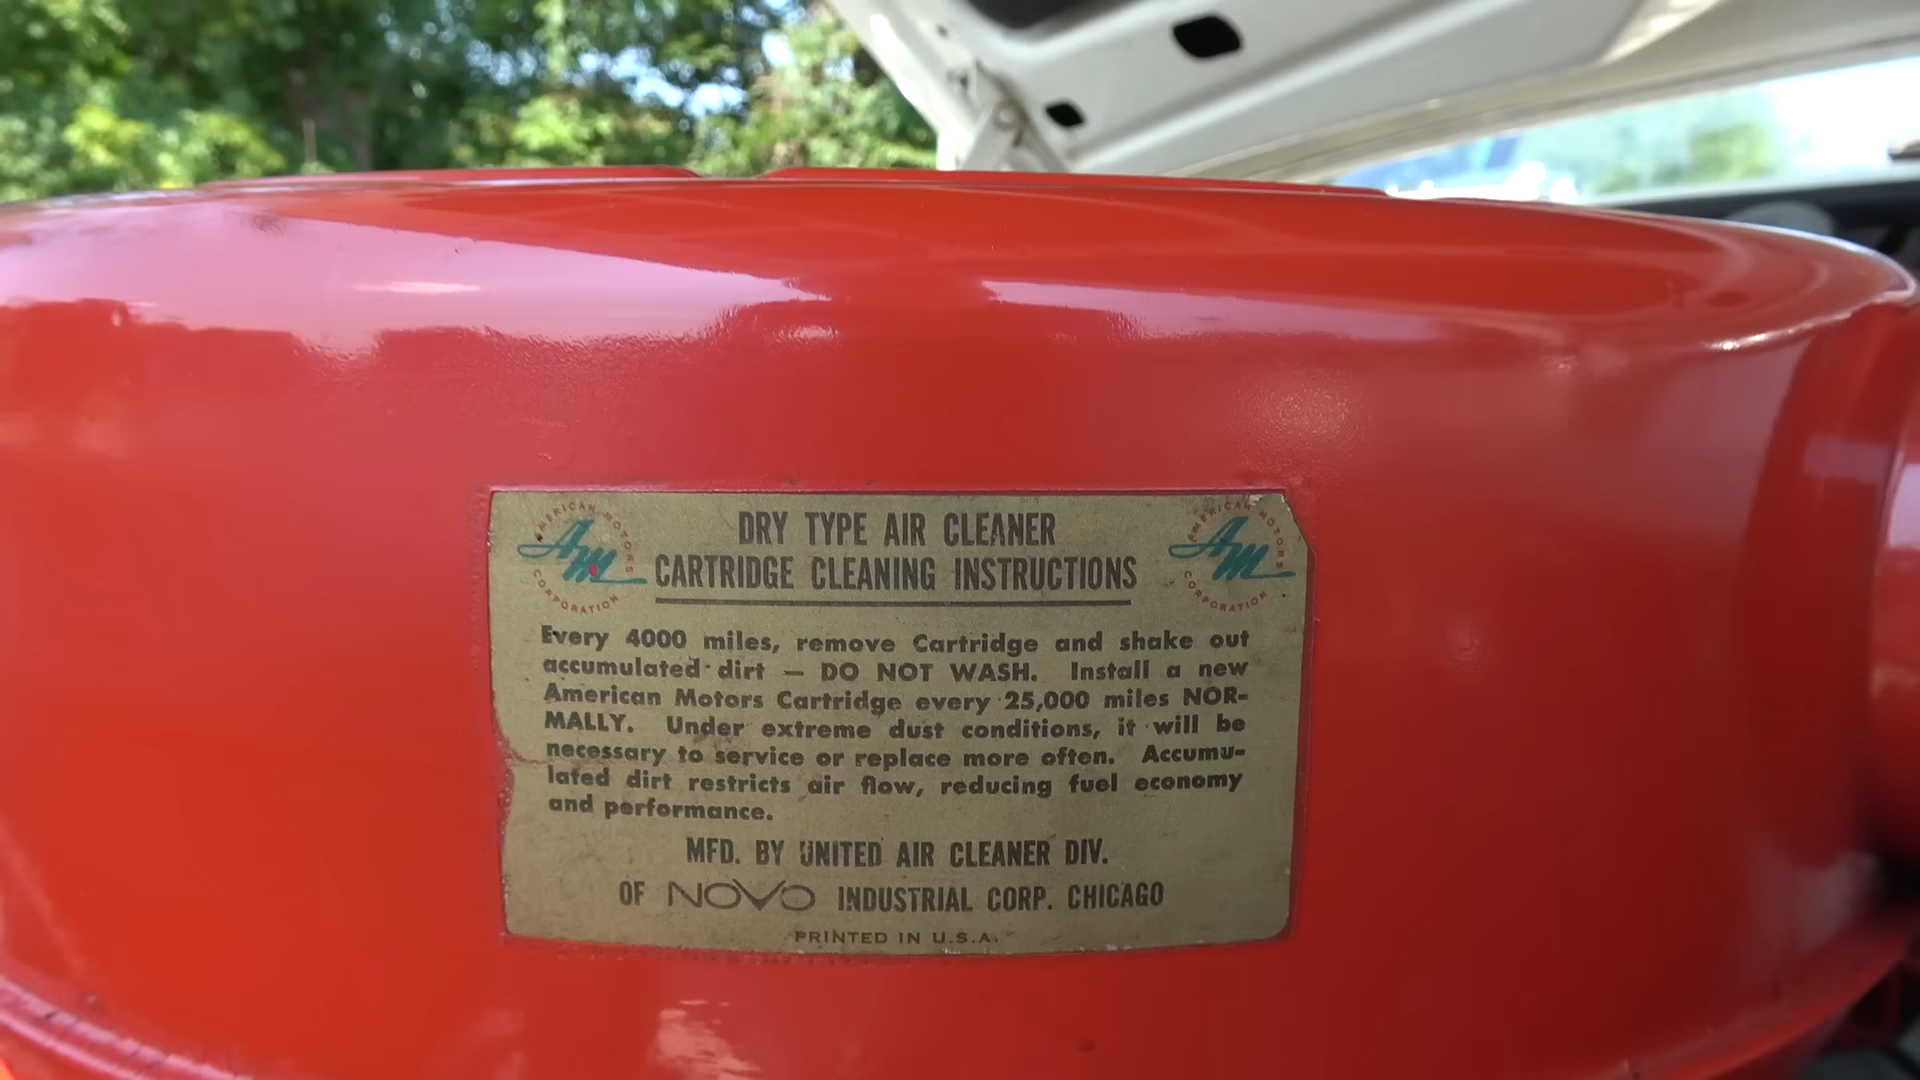 AMERICAN MOTORS CORPORATION
AM
DRY TYPE AIR CLEANER
CARTRIDGE CLEANING INSTRUCTIONS
AMERICAN MOTORS CORPORATION
AM
Every 4000 miles, remove Cartridge and shake out
accumulated dirt — DO NOT WASH. Install a new
American Motors Cartridge every 25,000 miles NOR-
MALLY. Under extreme dust conditions, it will be
necessary to service or replace more often. Accumu-
lated dirt restricts air flow, reducing fuel economy
and performance.
MFD. BY UNITED AIR CLEANER DIV.
OF NOVO INDUSTRIAL CORP. CHICAGO
PRINTED IN U.S.A.